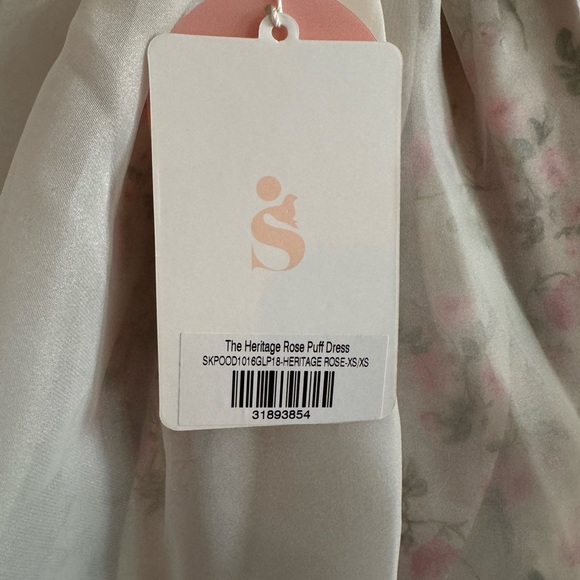 S
The Heritage Rose Puff Dress
SKPOOD1016GLP18-HERITAGE ROSE-XS/XS
31893854